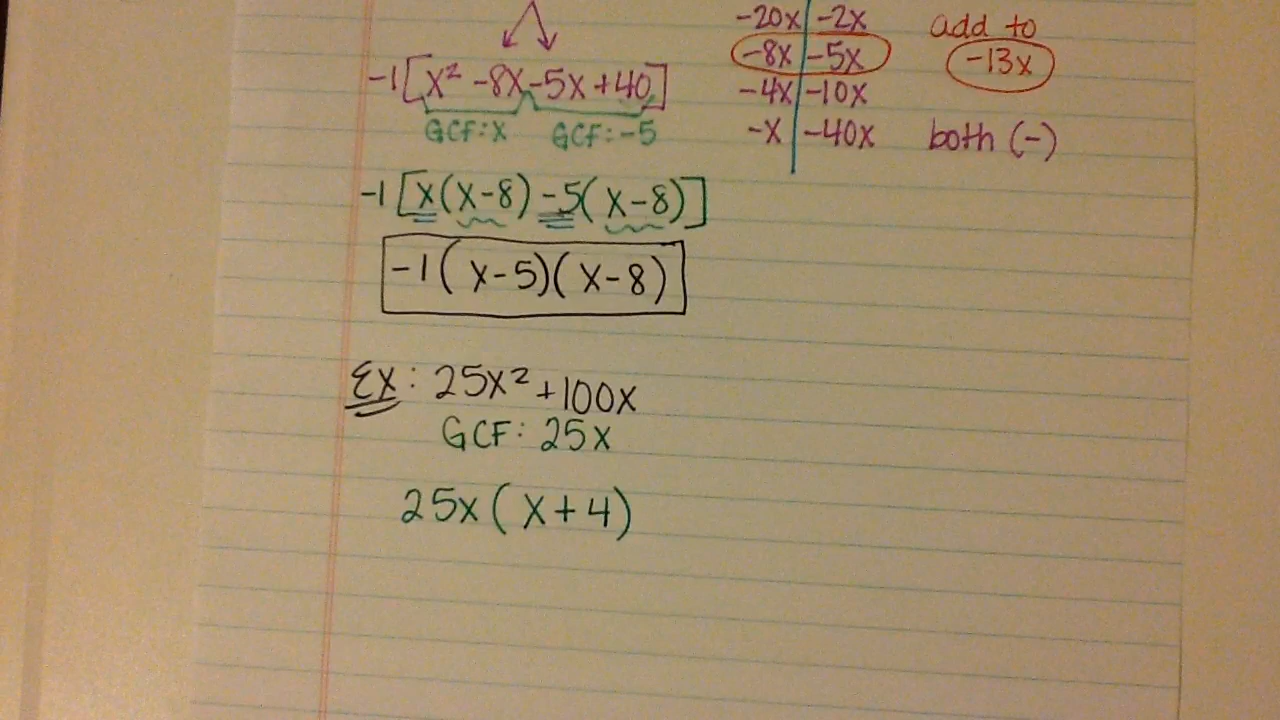 -20x | -2x add to
-8x | -5x -13x
-1[x² -8x -5x +40] -4x | -10x
GCF: x GCF: -5 -x | -40x both (-)
-1[x(x-8) -5(x-8)]
-1(x-5)(x-8)
Ex: 25x² +100x
GCF: 25x
25x(x+4)